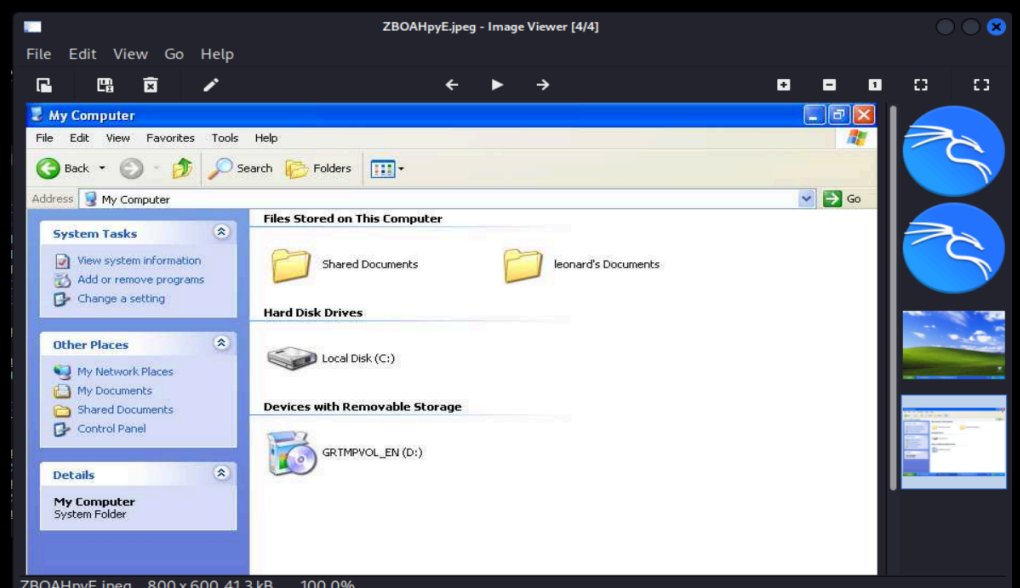 ZBOAHpyE.jpeg - Image Viewer [4/4]
File Edit View Go Help
My Computer
File Edit View Favorites Tools Help
Back Search Folders
Address My Computer Go
System Tasks
View system information
Add or remove programs
Change a setting
Other Places
My Network Places
My Documents
Shared Documents
Control Panel
Details
My Computer
System Folder
Files Stored on This Computer
Shared Documents leonard's Documents
Hard Disk Drives
Local Disk (C:)
Devices with Removable Storage
GRTMPVOL_EN (D:)
ZBOAHpyE.jpeg 800 x 600 41.3 kB 100.0%